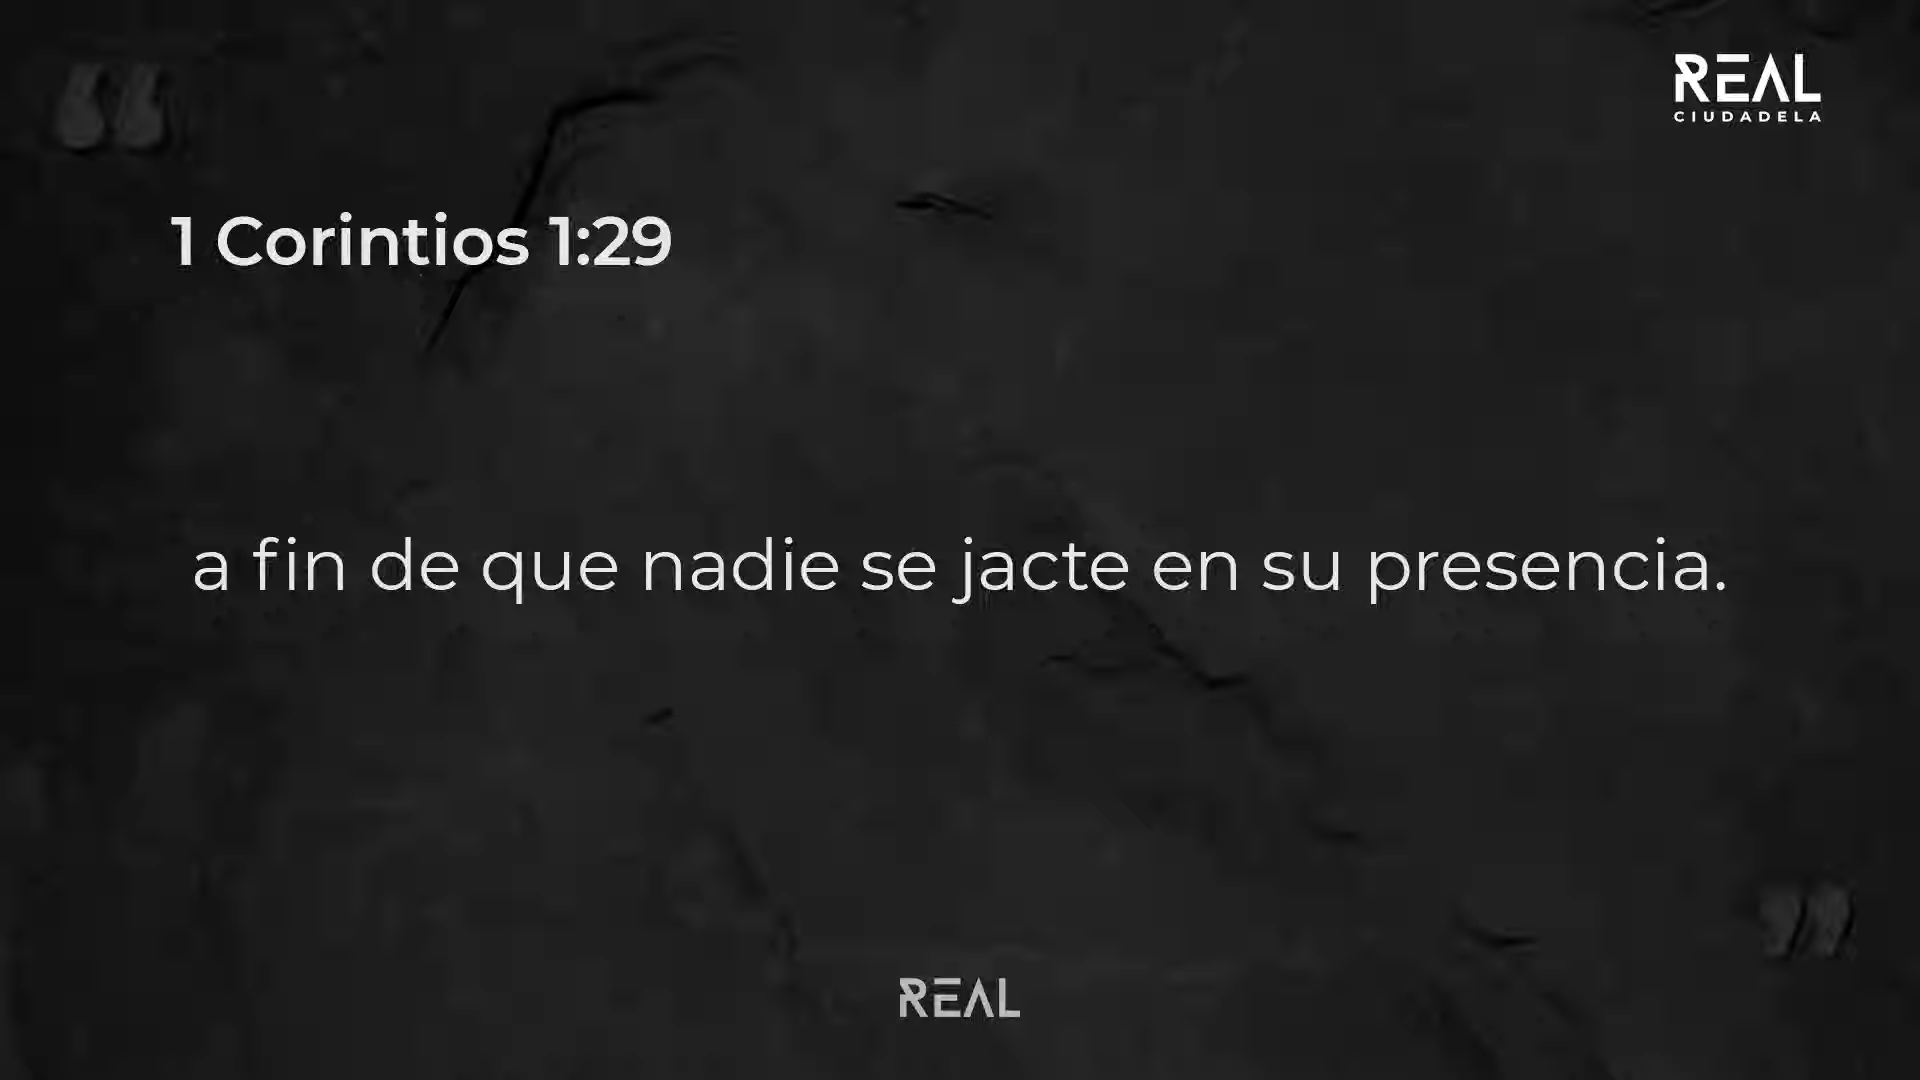 REAL
CIUDADELA
1 Corintios 1:29
a fin de que nadie se jacte en su presencia.
REAL